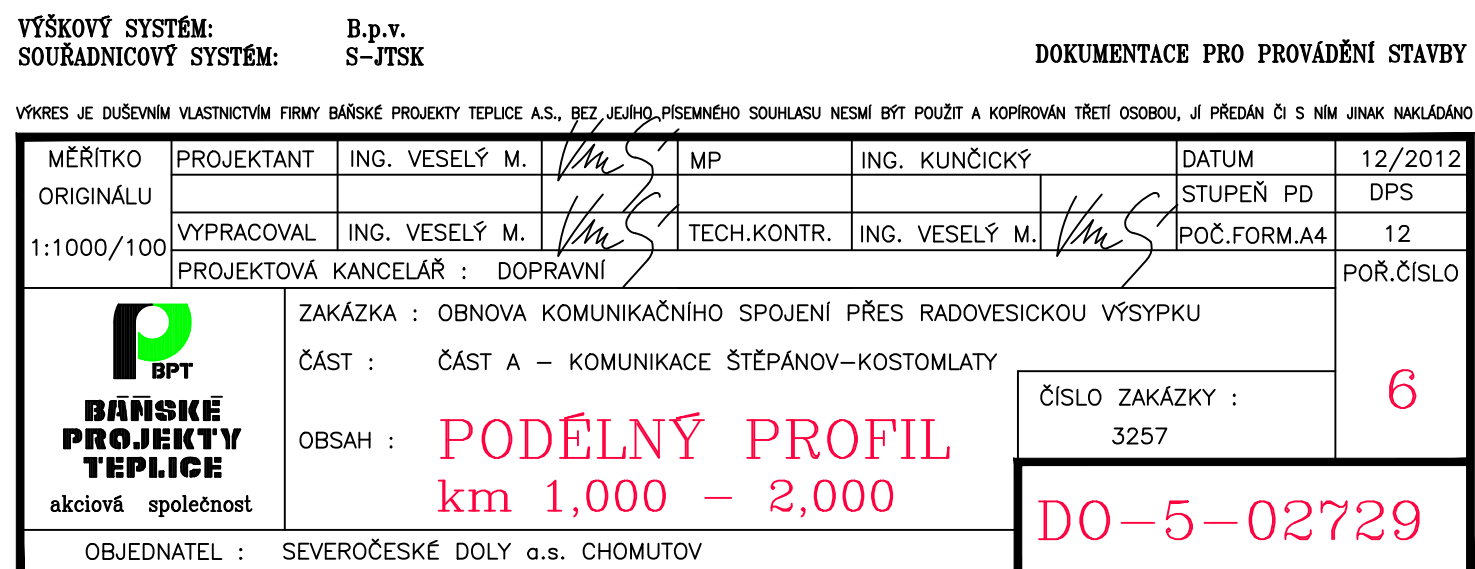 VÝŠKOVÝ SYSTÉM: B.p.v.
SOUŘADNICOVÝ SYSTÉM: S-JTSK
DOKUMENTACE PRO PROVÁDĚNÍ STAVBY
VÝKRES JE DUŠEVNÍM VLASTNICTVÍM FIRMY BÁŇSKÉ PROJEKTY TEPLICE A.S., BEZ JEJÍHO PÍSEMNÉHO SOUHLASU NESMÍ BÝT POUŽIT A KOPÍROVÁN TŘETÍ OSOBOU, JÍ PŘEDÁN ČI S NÍM JINAK NAKLÁDÁNO
MĚŘÍTKO PROJEKTANT ING. VESELÝ M. MP ING. KUNČICKÝ DATUM 12/2012
ORIGINÁLU STUPEŇ PD DPS
1:1000/100 VYPRACOVAL ING. VESELÝ M. TECH.KONTR. ING. VESELÝ M. POČ.FORM.A4 12
PROJEKTOVÁ KANCELÁŘ : DOPRAVNÍ POŘ.ČÍSLO
ZAKÁZKA : OBNOVA KOMUNIKAČNÍHO SPOJENÍ PŘES RADOVESICKOU VÝSYPKU
ČÁST : ČÁST A – KOMUNIKACE ŠTĚPÁNOV–KOSTOMLATY
BPT
BÁŇSKÉ
PROJEKTY
TEPLICE
akciová společnost
ČÍSLO ZAKÁZKY :
3257
6
OBSAH : PODÉLNÝ PROFIL
km 1,000 – 2,000
DO–5–02729
OBJEDNATEL : SEVEROČESKÉ DOLY a.s. CHOMUTOV